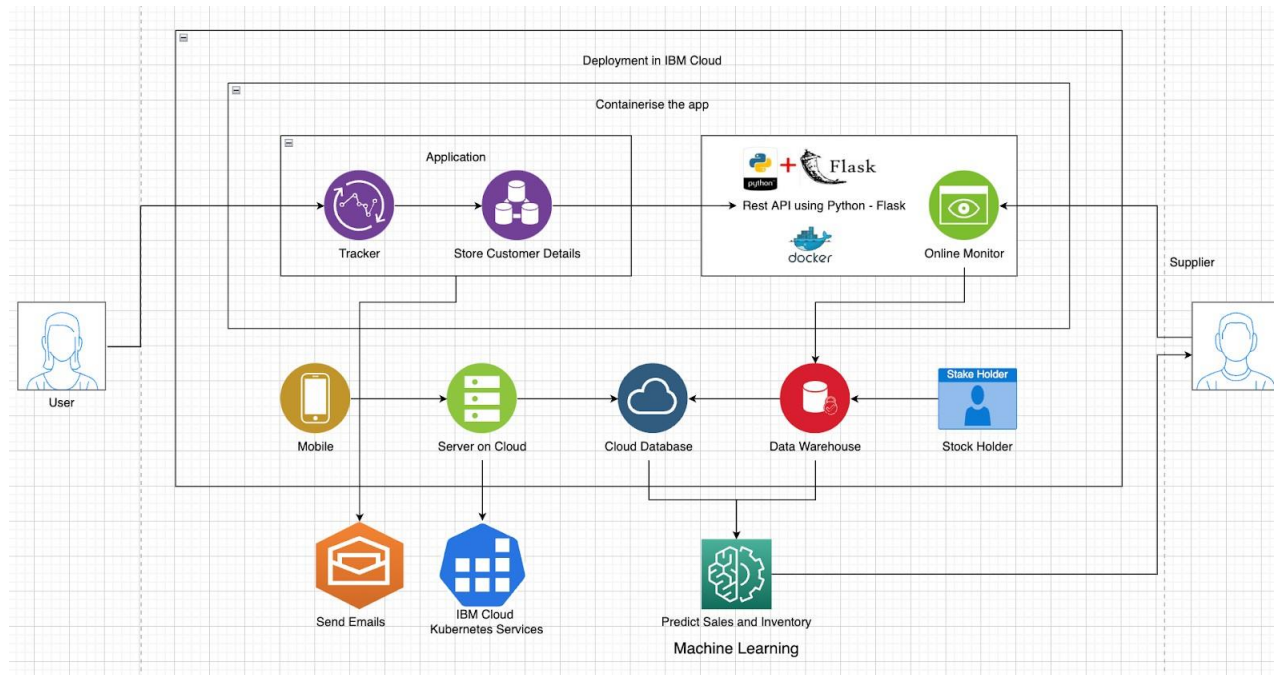 Deployment in IBM Cloud
Containerise the app
Application
python
+
Flask
Rest API using Python - Flask
docker
Tracker
Store Customer Details
Online Monitor
Supplier
User
Stake Holder
Mobile
Server on Cloud
Cloud Database
Data Warehouse
Stock Holder
Send Emails
IBM Cloud
Kubernetes Services
Predict Sales and Inventory
Machine Learning